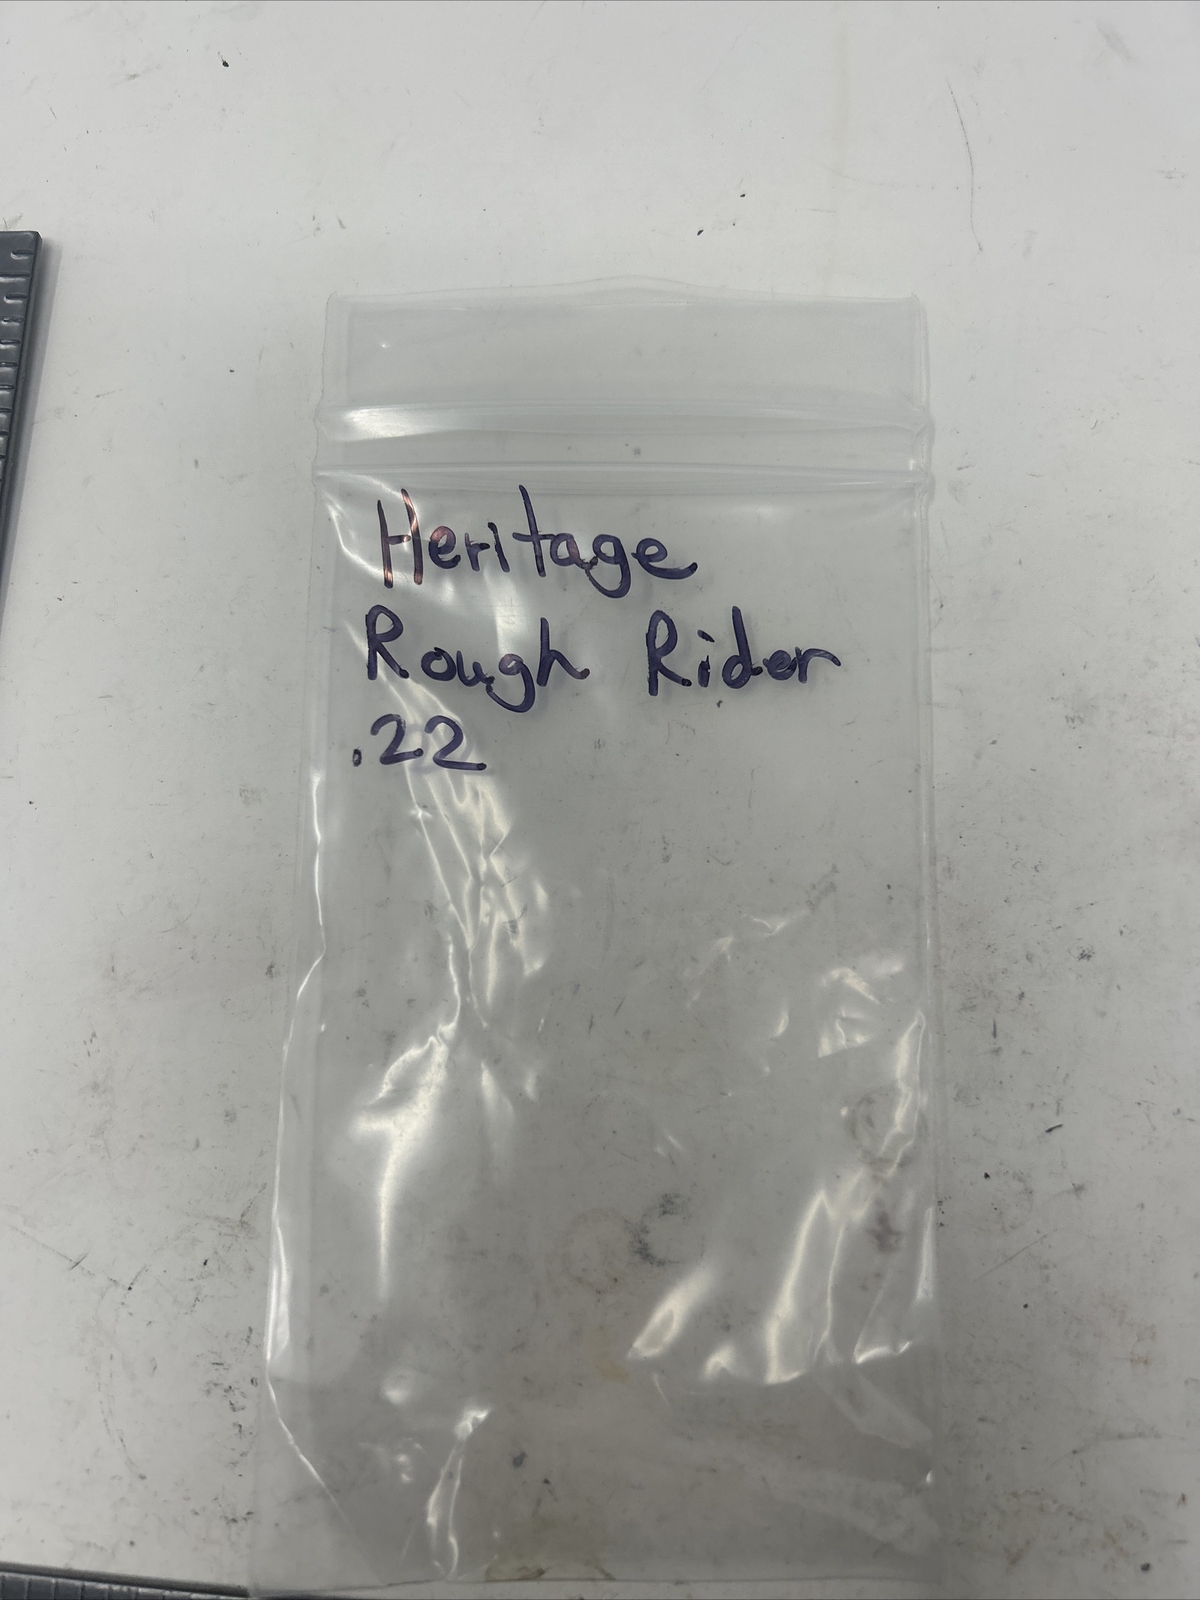 Heritage
Rough Rider
.22